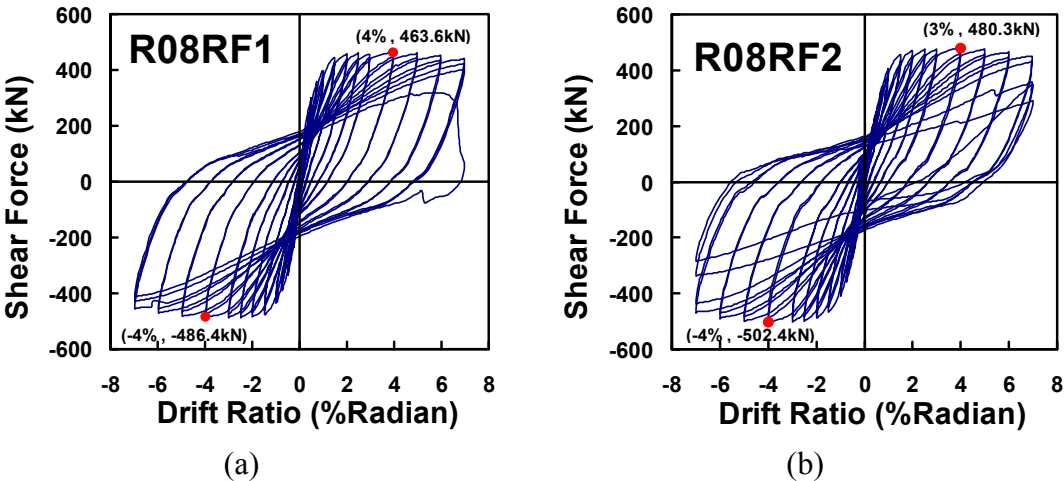 R08RF1
(4% , 463.6kN)
600
400
200
0
-200
-400
-600
Shear Force (kN)
(-4% , -486.4kN)
-8 -6 -4 -2 0 2 4 6 8
Drift Ratio (%Radian)
(a)
R08RF2
(3% , 480.3kN)
600
400
200
0
-200
-400
-600
Shear Force (kN)
(-4% , -502.4kN)
-8 -6 -4 -2 0 2 4 6 8
Drift Ratio (%Radian)
(b)